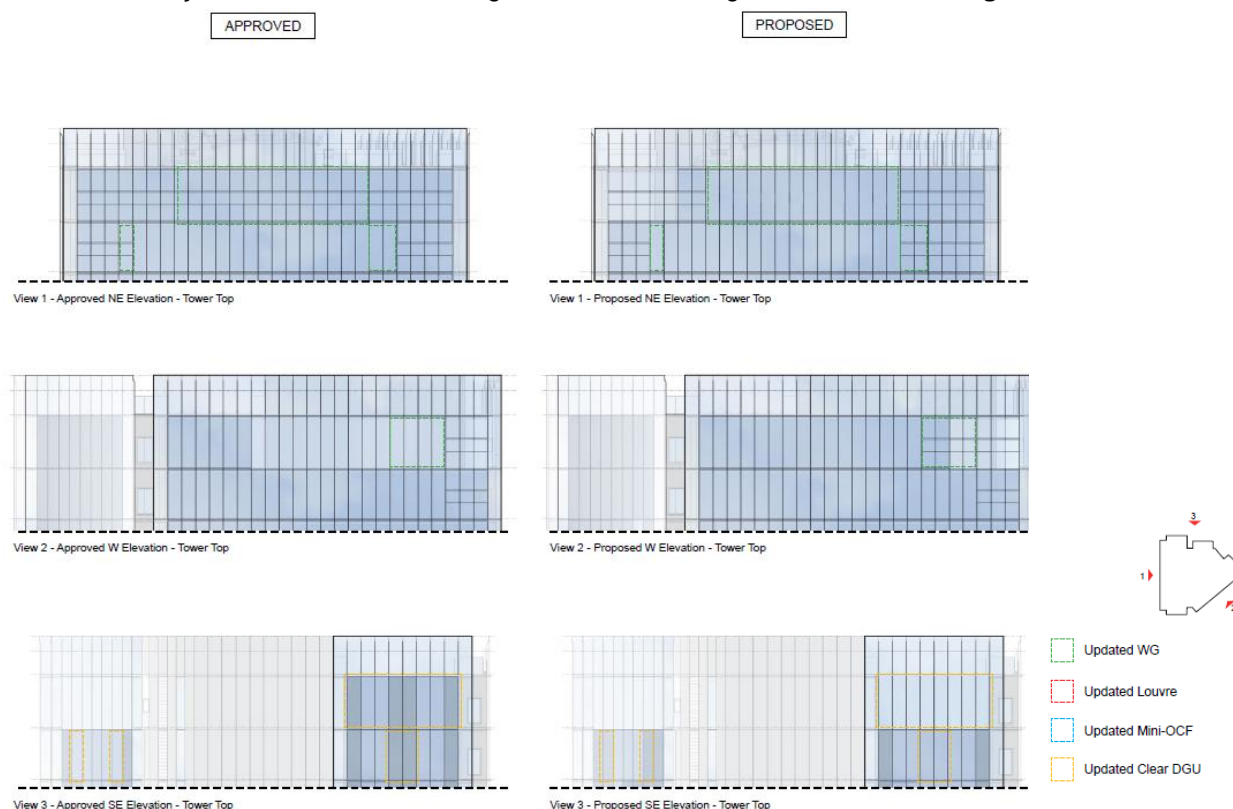 APPROVED
PROPOSED
View 1 - Approved NE Elevation - Tower Top
View 1 - Proposed NE Elevation - Tower Top
View 2 - Approved W Elevation - Tower Top
View 2 - Proposed W Elevation - Tower Top
3
1
2
Updated WG
Updated Louvre
Updated Mini-OCF
Updated Clear DGU
View 3 - Approved SE Elevation - Tower Top
View 3 - Proposed SE Elevation - Tower Top